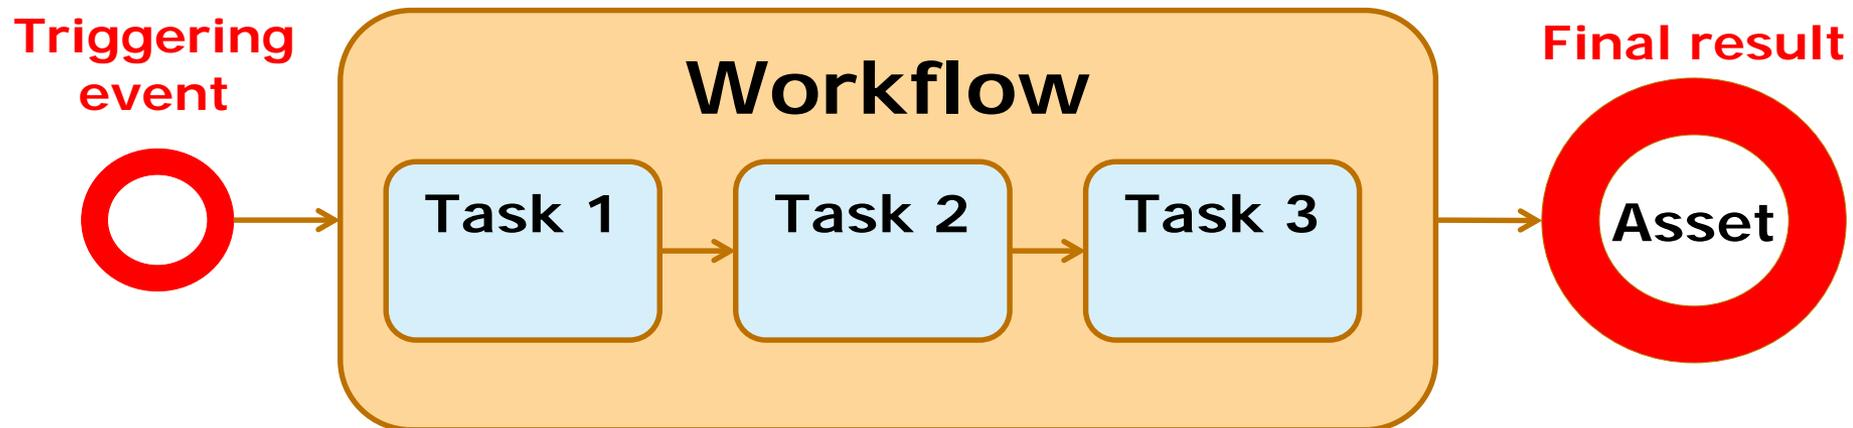 Triggering
event
Workflow
Task 1
Task 2
Task 3
Final result
Asset